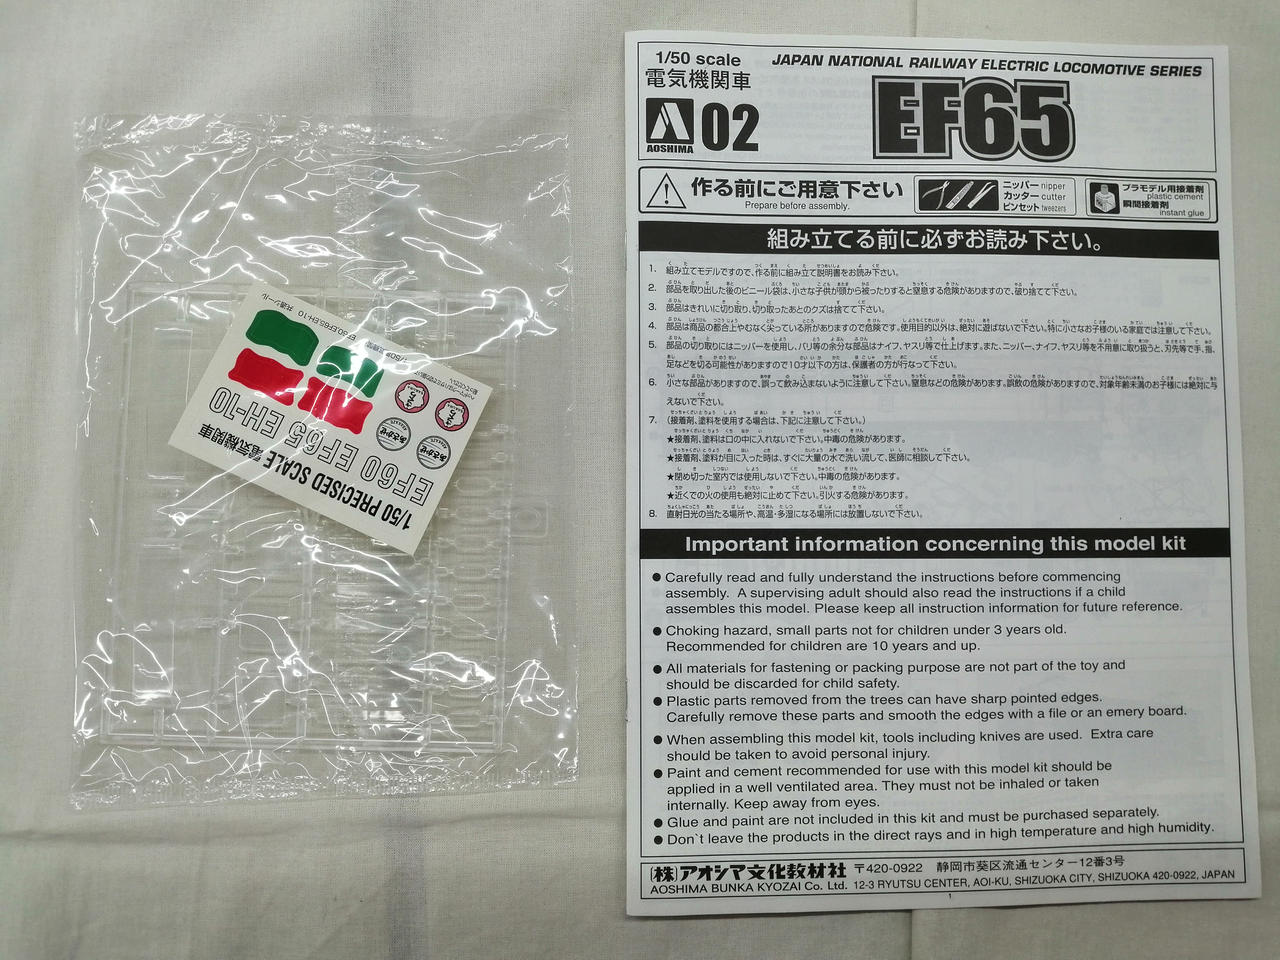 1/50 scale
電気機関車
AOSHIMA
02
JAPAN NATIONAL RAILWAY ELECTRIC LOCOMOTIVE SERIES
EF65
作る前にご用意下さい
Prepare before assembly.
ニッパー nipper
カッター cutter
ピンセット tweezers
プラモデル用接着剤
plastic cement
瞬間接着剤
instant glue
組み立てる前に必ずお読み下さい。
1. 組み立てモデルですので、作る前に組み立て説明書をお読み下さい。
2. 部品を取り出した後のビニール袋は、小さな子供が頭から被ったりすると窒息する危険がありますので、破り捨てて下さい。
3. 部品はきれいに切り取り、切り取ったあとのクズは捨てて下さい。
4. 部品は商品の都合上やむなく尖っている所がありますので危険です。使用目的以外は、絶対に遊ばないで下さい。特に小さなお子様のいる家庭では注意して下さい。
5. 部品の切り取りにはニッパーを使用し、バリ等の余分な部品はナイフ、ヤスリ等で仕上げます。また、ニッパー、ナイフ、ヤスリ等を不用意に取り扱うと、刃先等で手、指、
足などを切る可能性がありますので10才以下の方は、保護者の方が行なって下さい。
6. 小さな部品がありますので、誤って飲み込まないように注意して下さい。窒息などの危険があります。誤飲の危険がありますので、対象年齢未満のお子様には絶対に与
えないで下さい。
7. (接着剤、塗料を使用する場合は、下記に注意して下さい。)
★接着剤、塗料は口の中に入れないで下さい。中毒の危険があります。
★接着剤、塗料が目に入った時は、すぐに大量の水で洗い流して、医師に相談して下さい。
★閉め切った室内では使用しないで下さい。中毒の危険があります。
★近くでの火の使用も絶対に止めて下さい。引火する危険があります。
8. 直射日光の当たる場所や、高温・多湿になる場所には放置しないで下さい。
Important information concerning this model kit
● Carefully read and fully understand the instructions before commencing
assembly. A supervising adult should also read the instructions if a child
assembles this model. Please keep all instruction information for future reference.
● Choking hazard, small parts not for children under 3 years old.
Recommended for children are 10 years and up.
● All materials for fastening or packing purpose are not part of the toy and
should be discarded for child safety.
● Plastic parts removed from the trees can have sharp pointed edges.
Carefully remove these parts and smooth the edges with a file or an emery board.
● When assembling this model kit, tools including knives are used. Extra care
should be taken to avoid personal injury.
● Paint and cement recommended for use with this model kit should be
applied in a well ventilated area. They must not be inhaled or taken
internally. Keep away from eyes.
● Glue and paint are not included in this kit and must be purchased separately.
● Don`t leave the products in the direct rays and in high temperature and high humidity.
(株)アオシマ文化教材社 〒420-0922 静岡市葵区流通センター12番3号
AOSHIMA BUNKA KYOZAI Co. Ltd. 12-3 RYUTSU CENTER, AOI-KU, SHIZUOKA CITY, SHIZUOKA 420-0922, JAPAN
1
1/50 PRECISED SCALE 電気機関車
EF60 EF65 EH-10
あさかぜ
あさかぜ
つばめ
つばめ
EF65,EH-10 共通シール